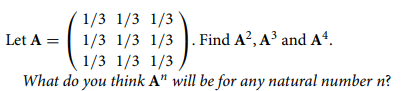 1/3 1/3 1/3
Let A = ( 1/3 1/3 1/3 ). Find A², A³ and A⁴.
1/3 1/3 1/3
What do you think Aⁿ will be for any natural number n?